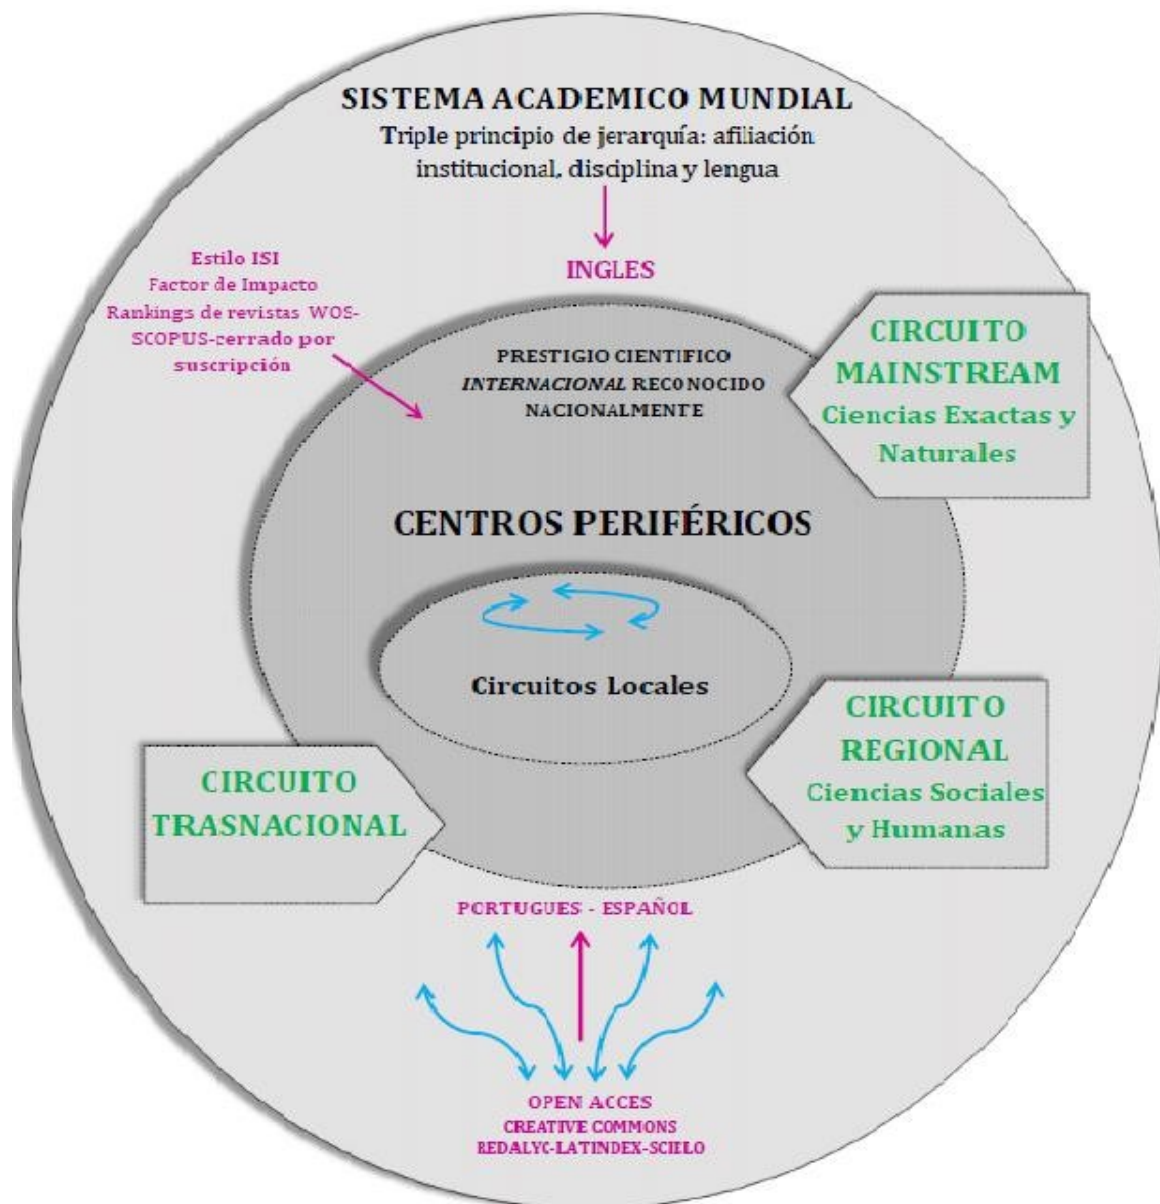 SISTEMA ACADEMICO MUNDIAL
Triple principio de jerarquía: afiliación
institucional, disciplina y lengua
Estilo ISI
Factor de Impacto
Rankings de revistas WOS-
SCOPUS-cerrado por
suscripción
INGLES
PRESTIGIO CIENTIFICO
INTERNACIONAL RECONOCIDO
NACIONALMENTE
CIRCUITO
MAINSTREAM
Ciencias Exactas y
Naturales
CENTROS PERIFÉRICOS
Circuitos Locales
CIRCUITO
REGIONAL
Ciencias Sociales
y Humanas
CIRCUITO
TRASNACIONAL
PORTUGUES - ESPAÑOL
OPEN ACCES
CREATIVE COMMONS
REDALYC-LATINDEX-SCIELO